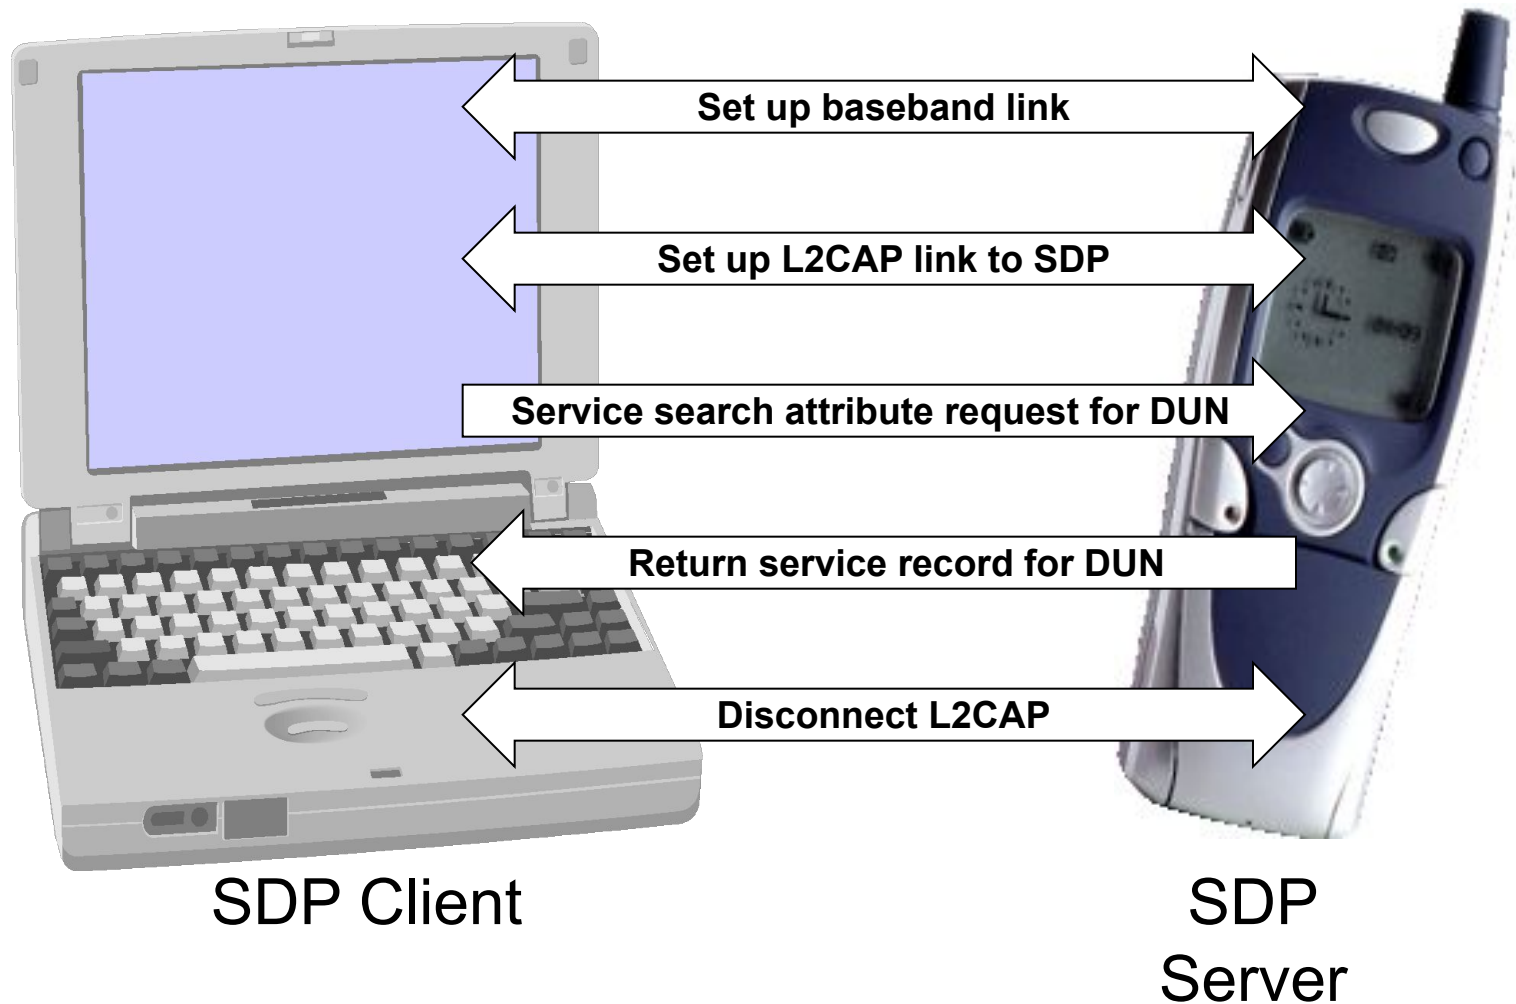 Set up baseband link
Set up L2CAP link to SDP
Service search attribute request for DUN
Return service record for DUN
Disconnect L2CAP
SDP Client
SDP
Server